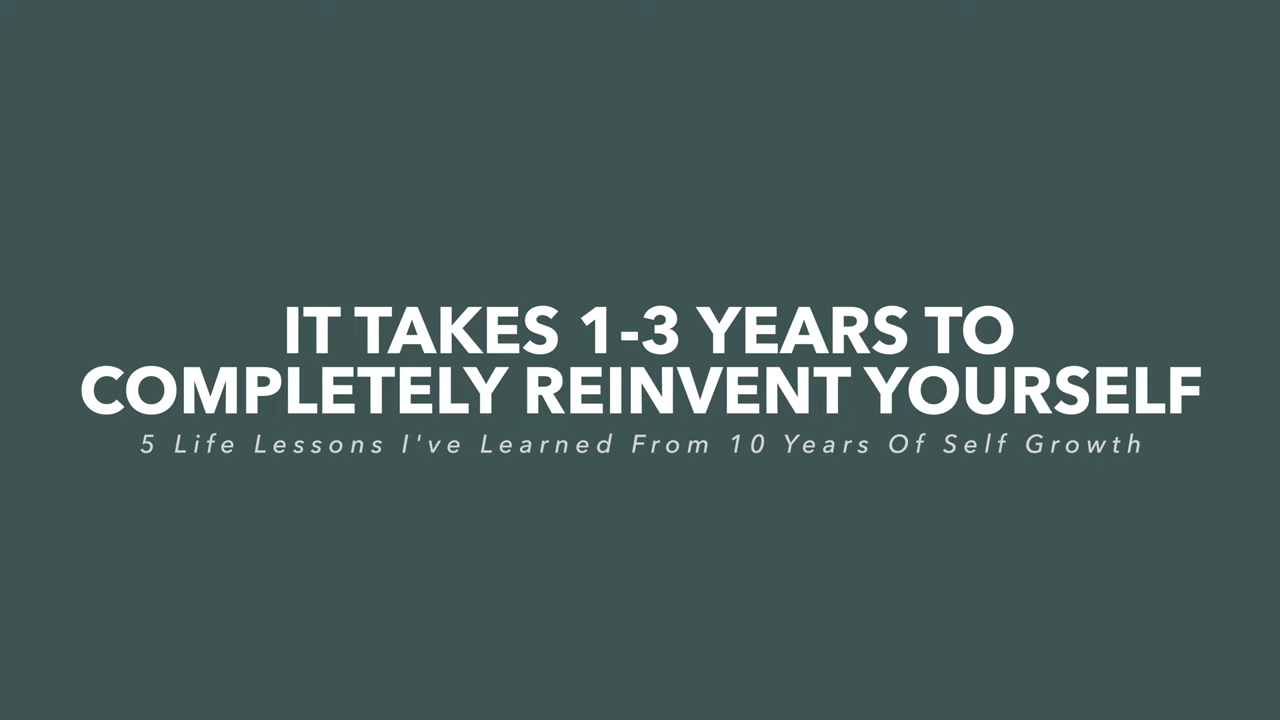 IT TAKES 1-3 YEARS TO
COMPLETELY REINVENT YOURSELF
5 Life Lessons I've Learned From 10 Years Of Self Growth